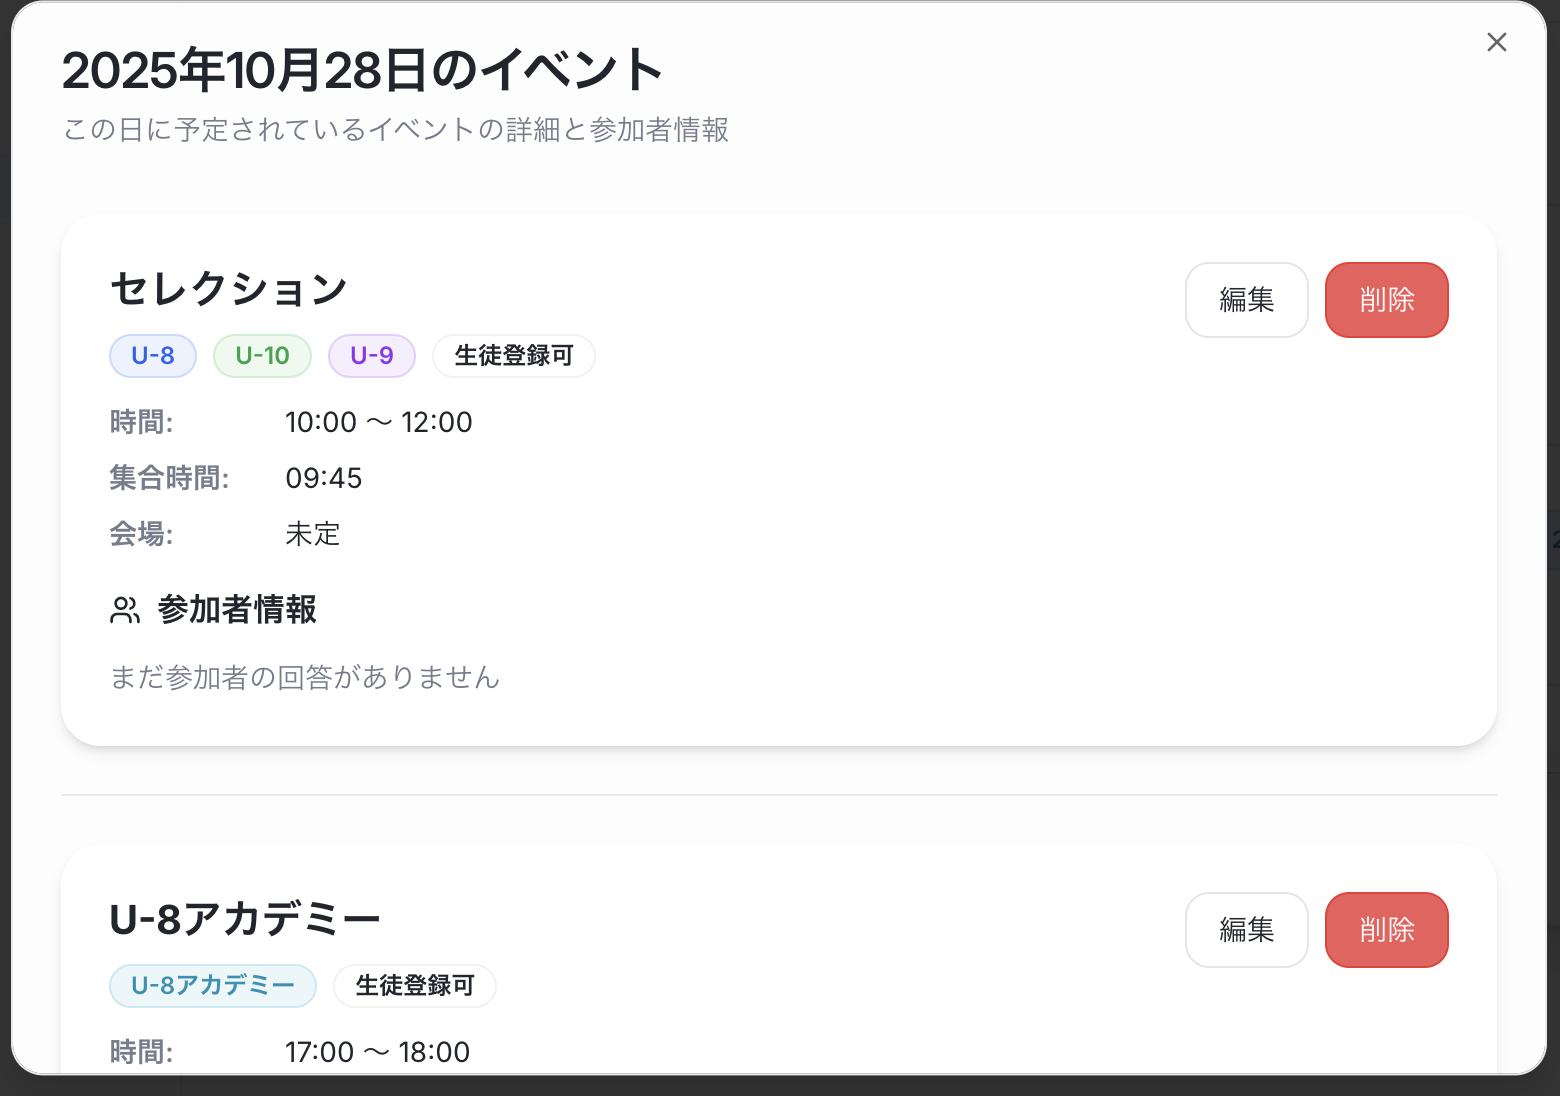 2025年10月28日のイベント
この日に予定されているイベントの詳細と参加者情報
セレクション
編集 削除
U-8 U-10 U-9 生徒登録可
時間: 10:00 〜 12:00
集合時間: 09:45
会場: 未定
参加者情報
まだ参加者の回答がありません
U-8アカデミー
編集 削除
U-8アカデミー 生徒登録可
時間: 17:00 〜 18:00